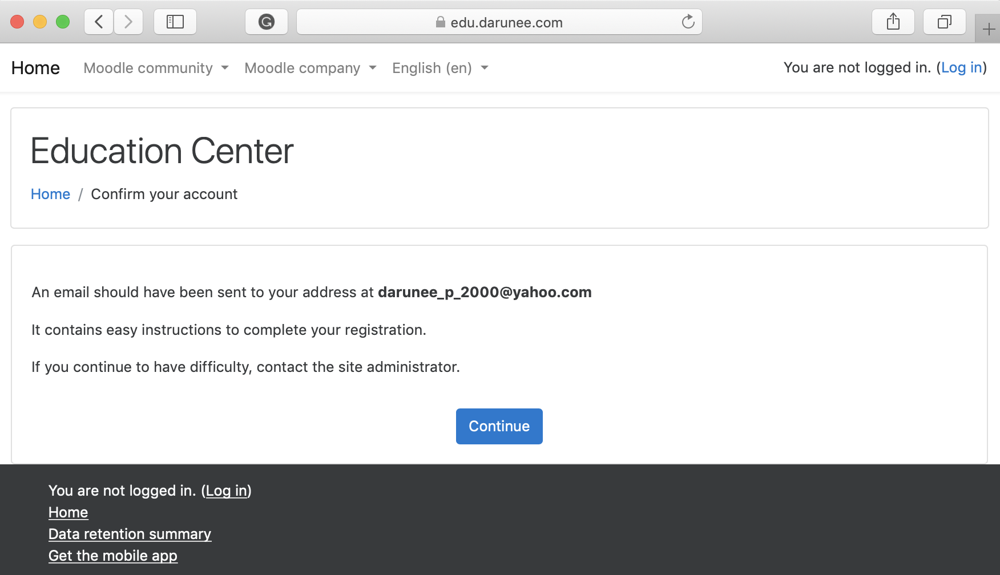 edu.darunee.com
Home Moodle community Moodle company English (en) You are not logged in. (Log in)
Education Center
Home / Confirm your account
An email should have been sent to your address at darunee_p_2000@yahoo.com
It contains easy instructions to complete your registration.
If you continue to have difficulty, contact the site administrator.
Continue
You are not logged in. (Log in)
Home
Data retention summary
Get the mobile app